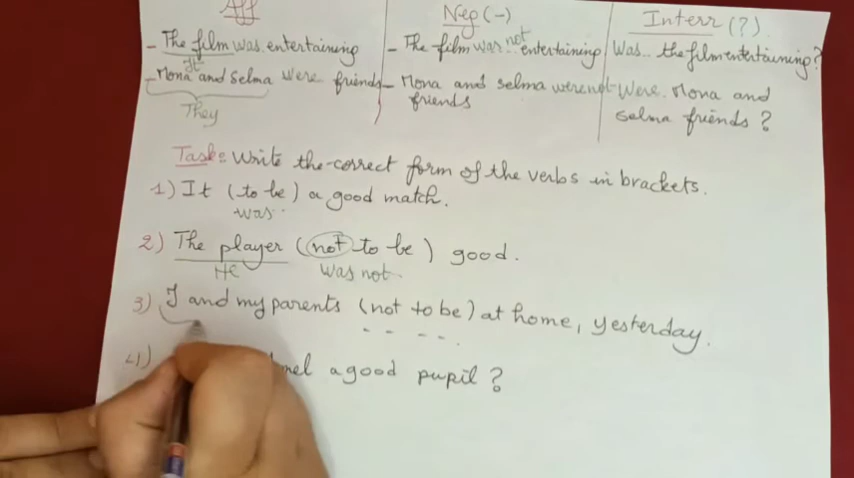 Aff
Neg (-)
Interr (?)
- The film was entertaining
It
- Mona and Selma were friends
They
- The film was not entertaining
- Mona and selma were not
friends
Was the film entertaining?
- Were Mona and
Selma friends ?
Task: Write the correct form of the verbs in brackets.
1) It (to be) a good match.
was
2) The player (not to be) good.
He
was not
3) I and my parents (not to be) at home, yesterday.
4)
a good pupil ?